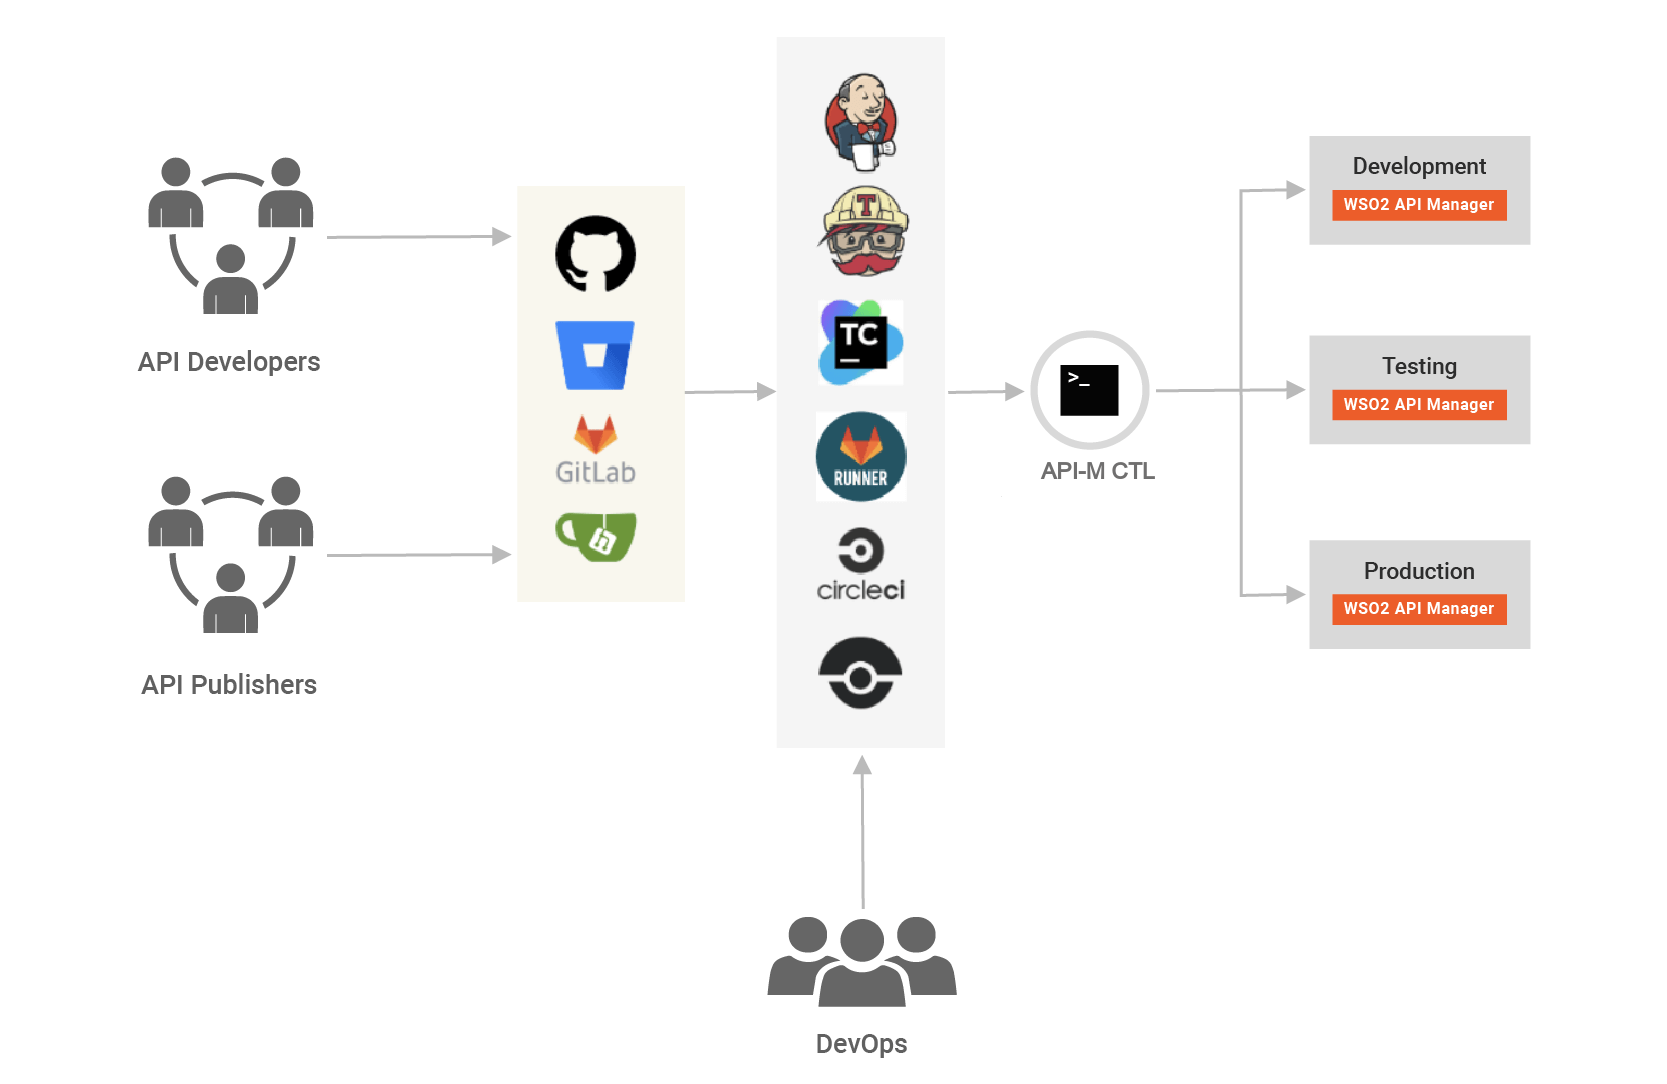 API Developers
API Publishers
GitLab
T
TC
RUNNER
circleci
>_
API-M CTL
Development
WSO2 API Manager
Testing
WSO2 API Manager
Production
WSO2 API Manager
DevOps